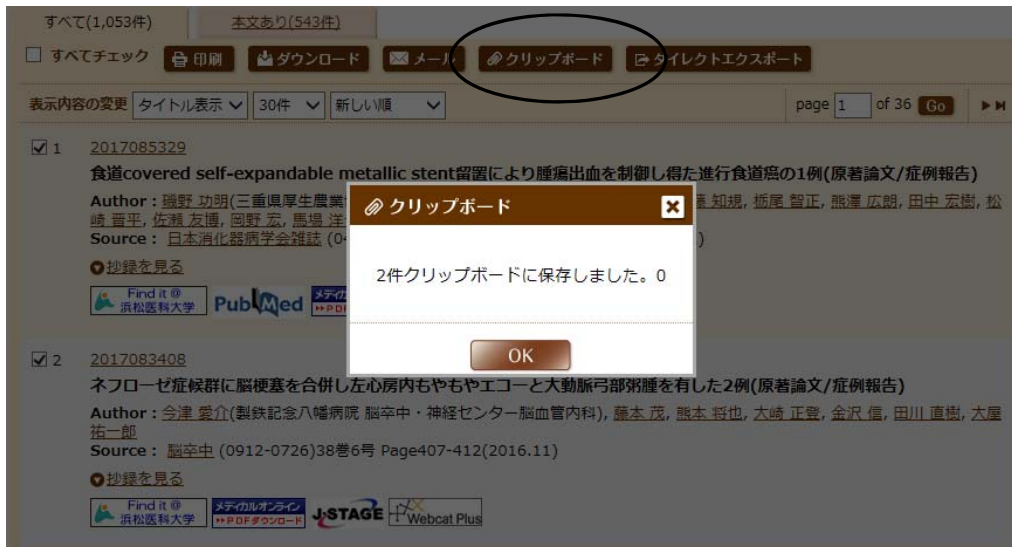 すべて(1,053件) 本文あり(543件)
すべてチェック 印刷 ダウンロード メール クリップボード ダイレクトエクスポート
表示内容の変更 タイトル表示 30件 新しい順 page 1 of 36 Go
1 2017085329
食道covered self-expandable metallic stent留置により腫瘍出血を制御し得た進行食道癌の1例(原著論文/症例報告)
Author : 磯野 功明(三重県厚生農業 知規, 栃尾 智正, 熊澤 広朗, 田中 宏樹, 松
崎 晋平, 佐瀬 友博, 岡野 宏, 馬場 洋
Source : 日本消化器病学会雑誌 (04 )
抄録を見る
Find it @
浜松医科大学 PubMed
クリップボード
2件クリップボードに保存しました。0
OK
2 2017083408
ネフローゼ症候群に脳梗塞を合併し左心房内もやもやエコーと大動脈弓部粥腫を有した2例(原著論文/症例報告)
Author : 今津 愛介(製鉄記念八幡病院 脳卒中・神経センター脳血管内科), 藤本 茂, 熊本 将也, 大崎 正登, 金沢 信, 田川 直樹, 大屋
祐一郎
Source : 脳卒中 (0912-0726)38巻6号 Page407-412(2016.11)
抄録を見る
Find it @
浜松医科大学 メディカルオンライン
PDFダウンロード J-STAGE Webcat Plus